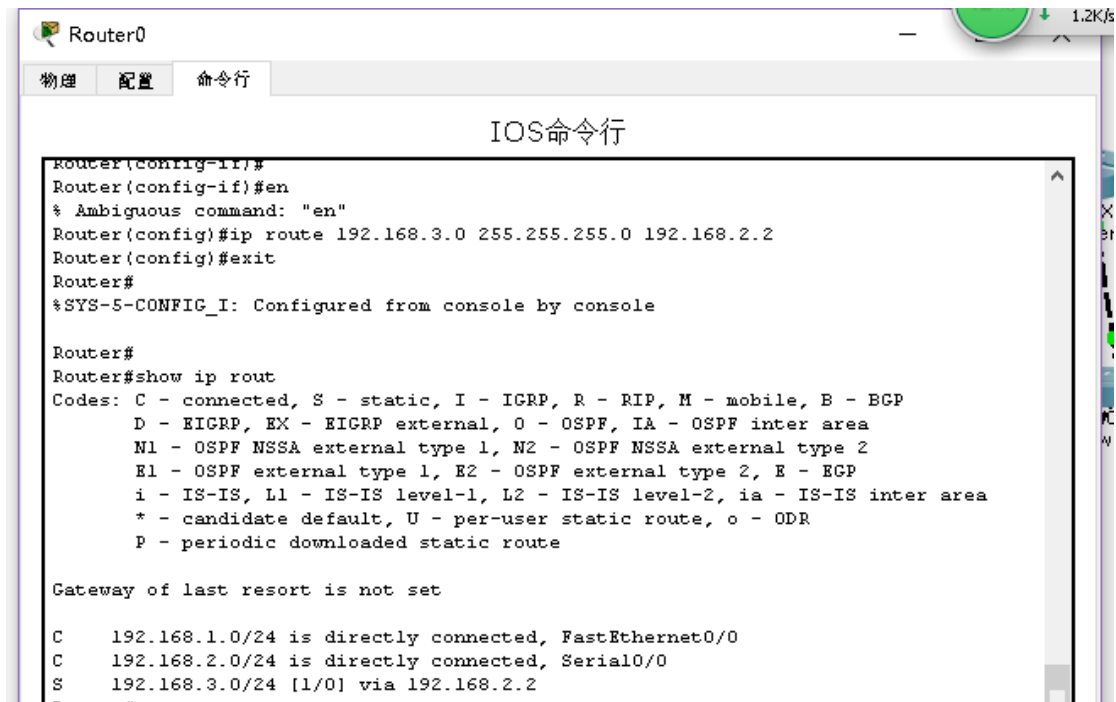 1.2K/s
Router0
物理 配置 命令行
IOS命令行
Router(config-if)#
Router(config-if)#en
% Ambiguous command: "en"
Router(config)#ip route 192.168.3.0 255.255.255.0 192.168.2.2
Router(config)#exit
Router#
%SYS-5-CONFIG_I: Configured from console by console
Router#
Router#show ip rout
Codes: C - connected, S - static, I - IGRP, R - RIP, M - mobile, B - BGP
D - EIGRP, EX - EIGRP external, O - OSPF, IA - OSPF inter area
N1 - OSPF NSSA external type 1, N2 - OSPF NSSA external type 2
E1 - OSPF external type 1, E2 - OSPF external type 2, E - EGP
i - IS-IS, L1 - IS-IS level-1, L2 - IS-IS level-2, ia - IS-IS inter area
* - candidate default, U - per-user static route, o - ODR
P - periodic downloaded static route
Gateway of last resort is not set
C 192.168.1.0/24 is directly connected, FastEthernet0/0
C 192.168.2.0/24 is directly connected, Serial0/0
S 192.168.3.0/24 [1/0] via 192.168.2.2